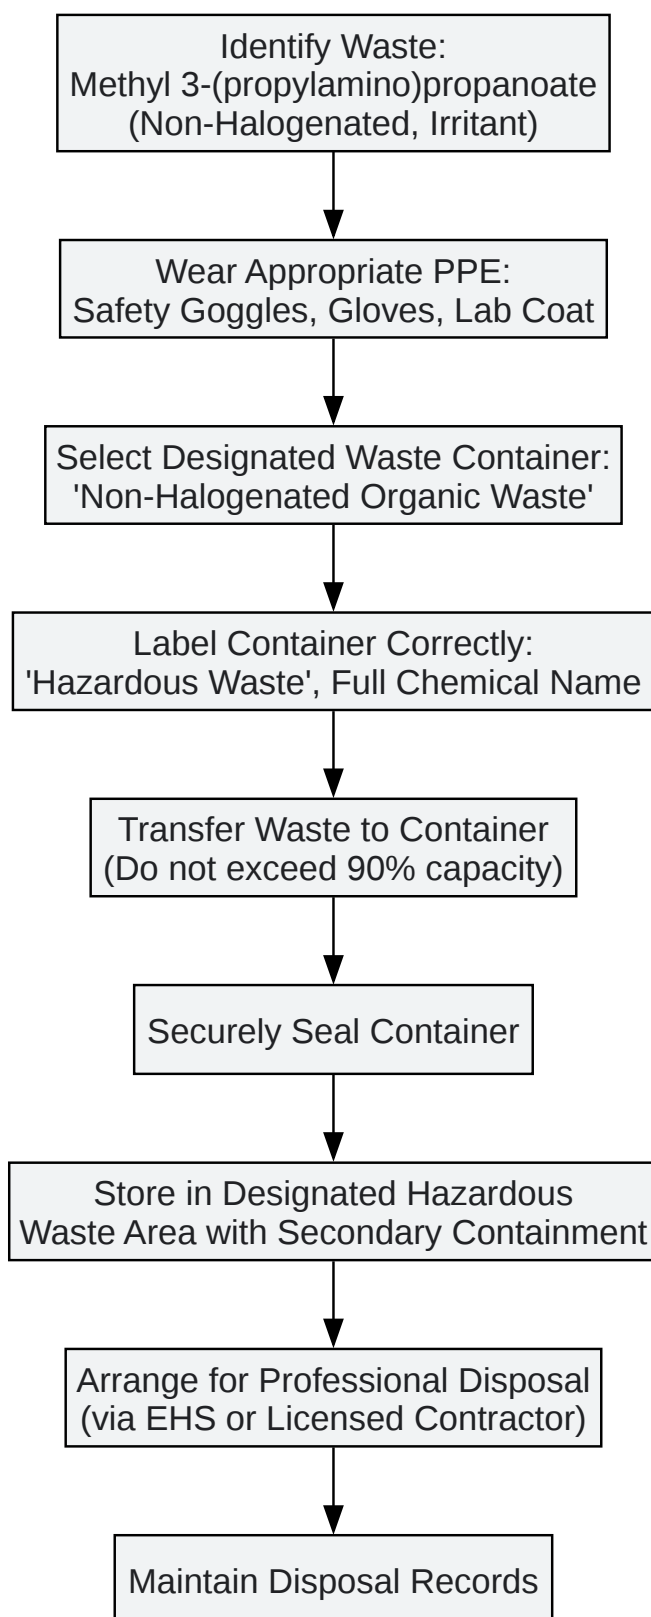 Identify Waste:
Methyl 3-(propylamino)propanoate
(Non-Halogenated, Irritant)
Wear Appropriate PPE:
Safety Goggles, Gloves, Lab Coat
Select Designated Waste Container:
'Non-Halogenated Organic Waste'
Label Container Correctly:
'Hazardous Waste', Full Chemical Name
Transfer Waste to Container
(Do not exceed 90% capacity)
Securely Seal Container
Store in Designated Hazardous
Waste Area with Secondary Containment
Arrange for Professional Disposal
(via EHS or Licensed Contractor)
Maintain Disposal Records